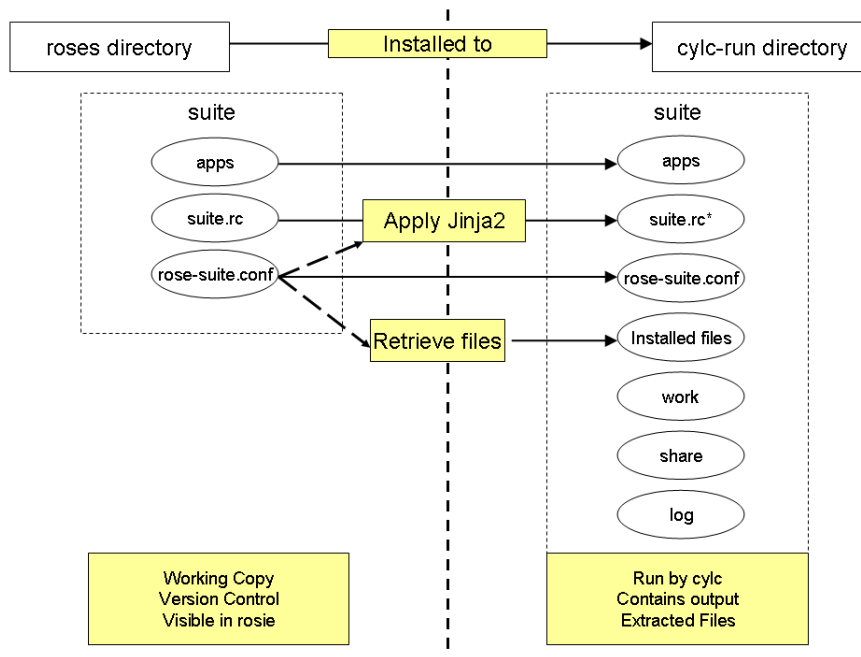 roses directory
Installed to
cylc-run directory
suite
suite
apps
apps
suite.rc
Apply Jinja2
suite.rc*
rose-suite.conf
rose-suite.conf
Retrieve files
Installed files
work
share
log
Working Copy
Version Control
Visible in rosie
Run by cylc
Contains output
Extracted Files